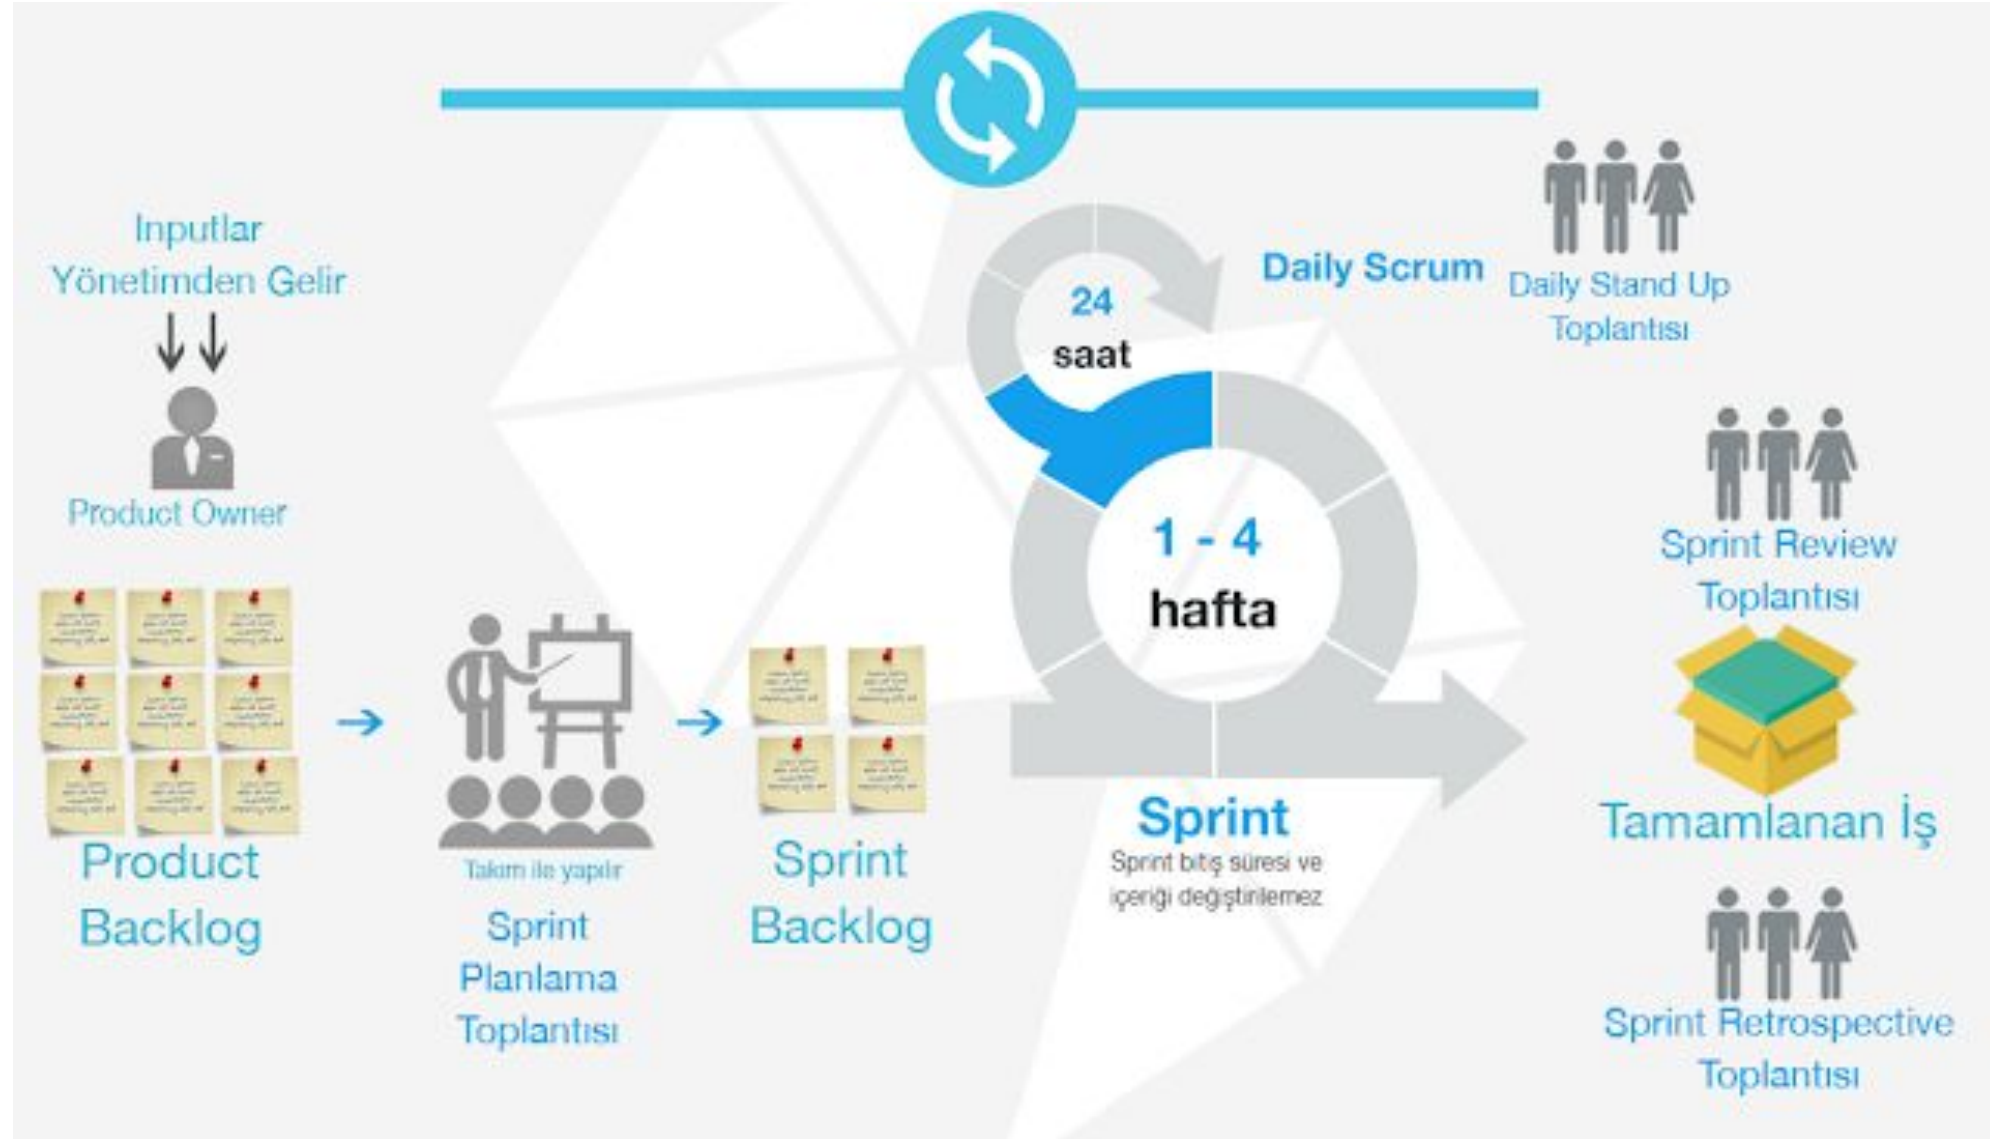 Inputlar
Yönetimden Gelir
Product Owner
Product
Backlog
Takım ile yapılır
Sprint
Planlama
Toplantısı
Sprint
Backlog
24
saat
1 - 4
hafta
Sprint
Sprint bitiş süresi ve
içeriği değiştirilemez
Daily Scrum
Daily Stand Up
Toplantısı
Sprint Review
Toplantısı
Tamamlanan İş
Sprint Retrospective
Toplantısı